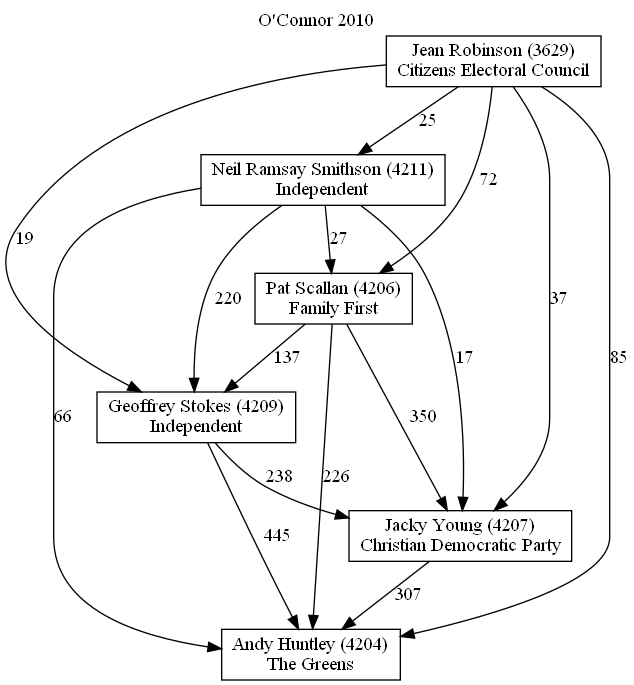 O'Connor 2010
Jean Robinson (3629)
Citizens Electoral Council
25
Neil Ramsay Smithson (4211)
Independent
72
19
27
220
37
85
Pat Scallan (4206)
Family First
137
17
66
350
Geoffrey Stokes (4209)
Independent
238
226
445
Jacky Young (4207)
Christian Democratic Party
307
Andy Huntley (4204)
The Greens